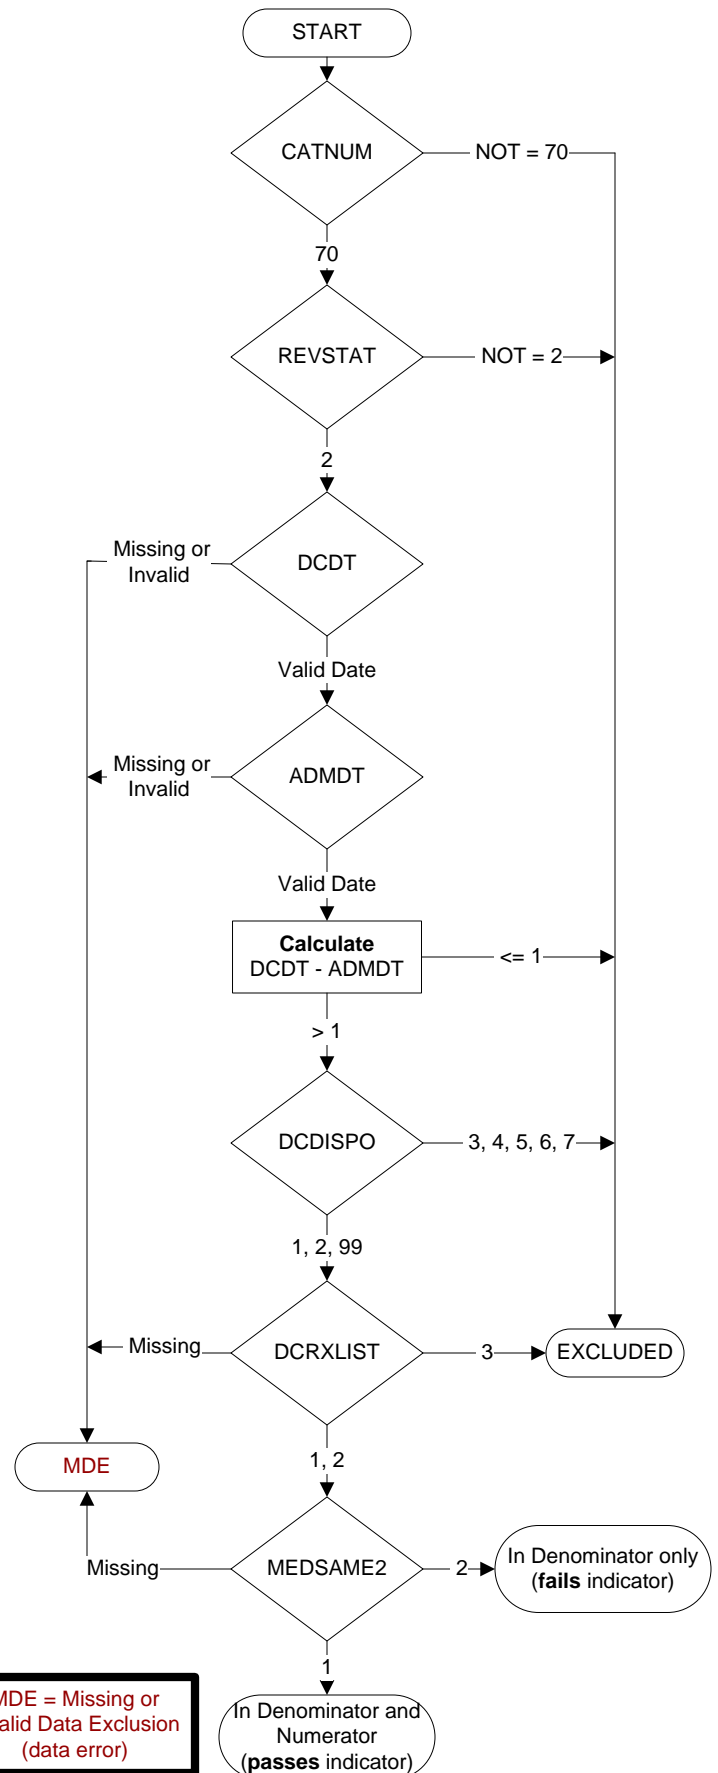 START
CATNUM
NOT = 70
70
REVSTAT
NOT = 2
2
Missing or
Invalid
DCDT
Valid Date
Missing or
Invalid
ADMDT
Valid Date
Calculate
DCDT - ADMDT
<= 1
> 1
DCDISPO
3, 4, 5, 6, 7
1, 2, 99
Missing
DCRXLIST
3
EXCLUDED
MDE
1, 2
Missing
MEDSAME2
2
In Denominator only
(fails indicator)
1
In Denominator and
Numerator
(passes indicator)
MDE = Missing or
alid Data Exclusion
(data error)